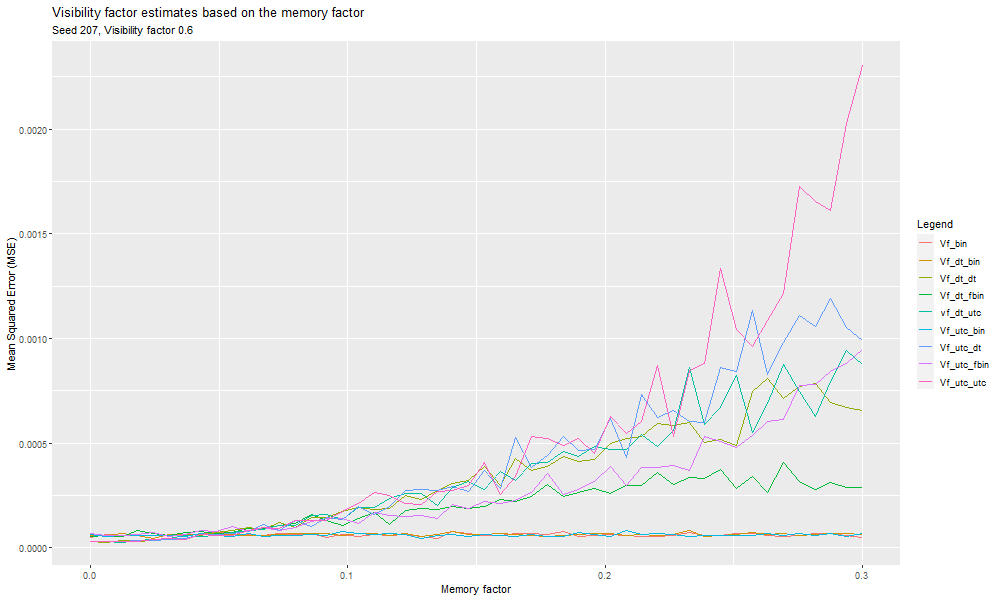 Visibility factor estimates based on the memory factor
Seed 207, Visibility factor 0.6
Mean Squared Error (MSE)
0.0020
0.0015
0.0010
0.0005
0.0000
0.0
0.1
0.2
0.3
Memory factor
Legend
Vf_bin
Vf_dt_bin
Vf_dt_dt
Vf_dt_fbin
vf_dt_utc
Vf_utc_bin
Vf_utc_dt
Vf_utc_fbin
Vf_utc_utc